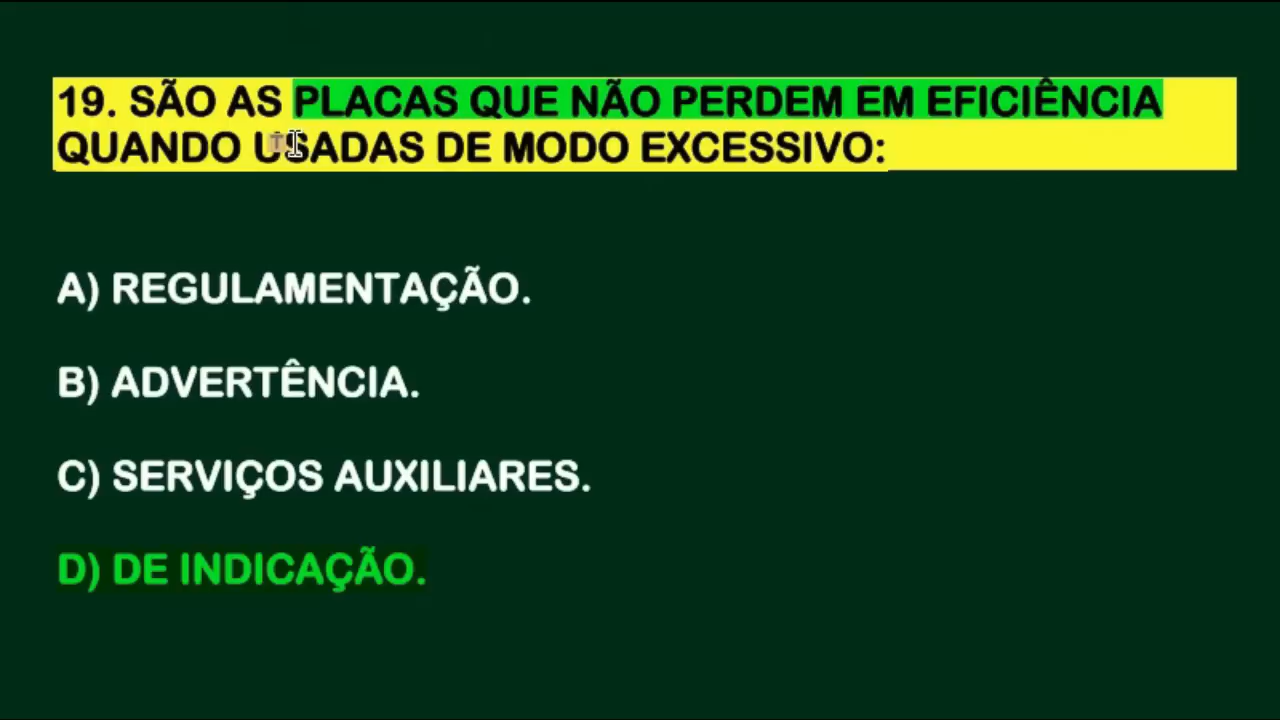 19. SÃO AS PLACAS QUE NÃO PERDEM EM EFICIÊNCIA
QUANDO USADAS DE MODO EXCESSIVO:
A) REGULAMENTAÇÃO.
B) ADVERTÊNCIA.
C) SERVIÇOS AUXILIARES.
D) DE INDICAÇÃO.